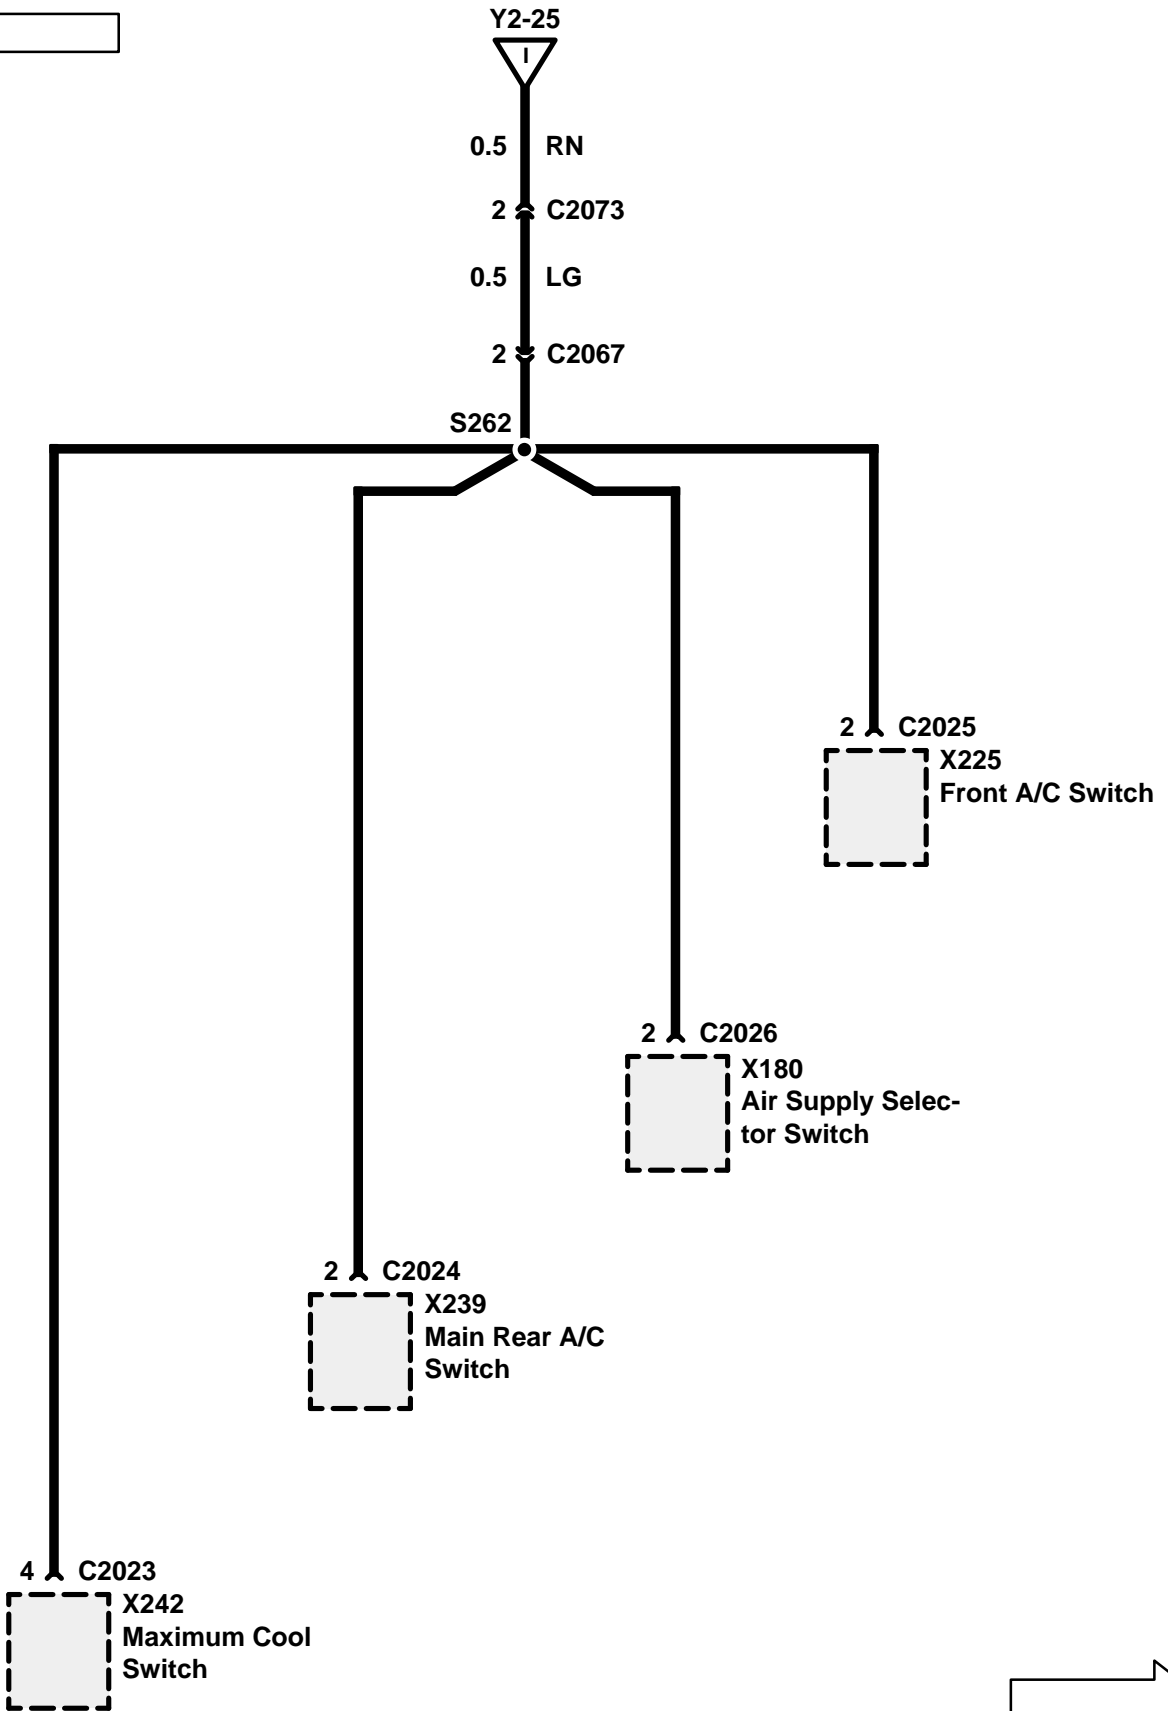 Y2-25
I
0.5 RN
2 C2073
0.5 LG
2 C2067
S262
2 C2025
X225
Front A/C Switch
2 C2026
X180
Air Supply Selec-
tor Switch
2 C2024
X239
Main Rear A/C
Switch
4 C2023
X242
Maximum Cool
Switch